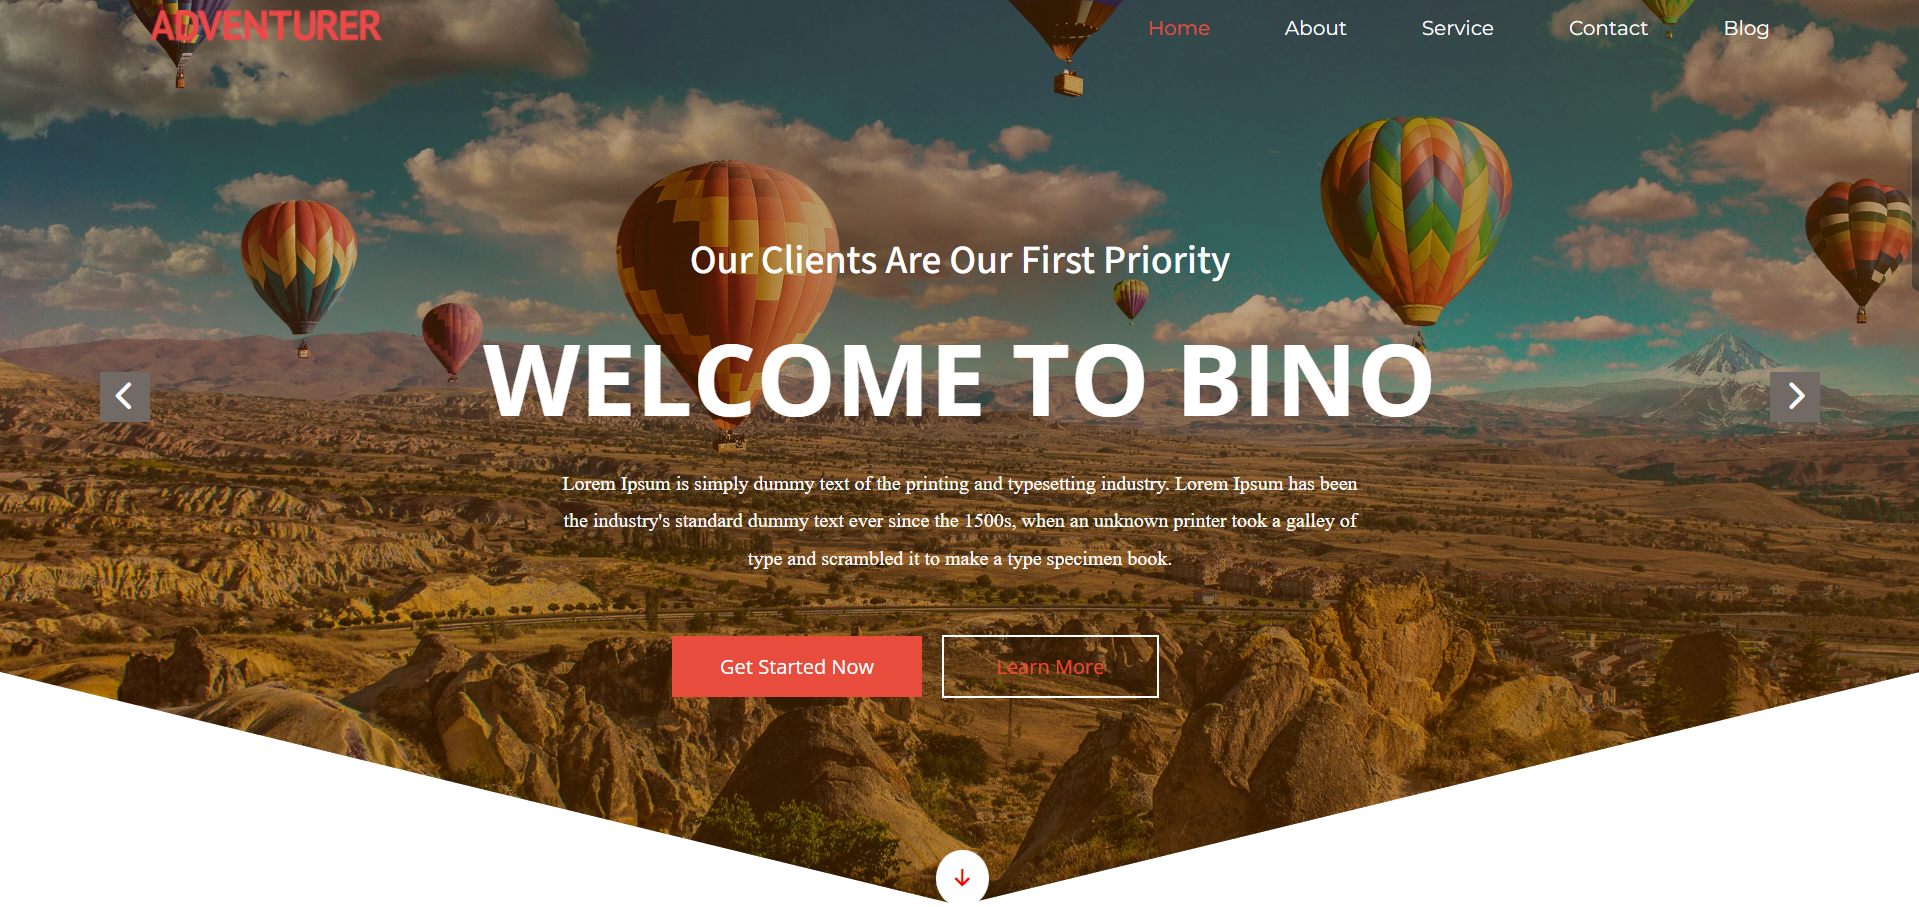 ADVENTURER
Home About Service Contact Blog
Our Clients Are Our First Priority
WELCOME TO BINO
Lorem Ipsum is simply dummy text of the printing and typesetting industry. Lorem Ipsum has been
the industry's standard dummy text ever since the 1500s, when an unknown printer took a galley of
type and scrambled it to make a type specimen book.
Get Started Now Learn More